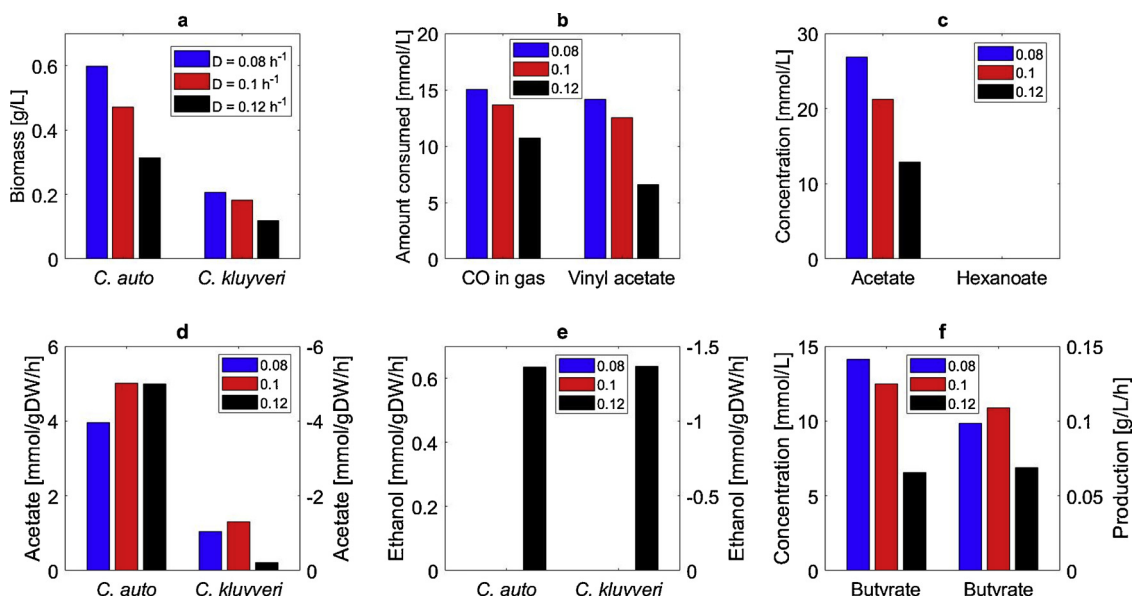 a
Biomass [g/L]
0.6
0.4
0.2
0
D = 0.08 h-1
D = 0.1 h-1
D = 0.12 h-1
C. auto
C. kluyveri
b
Amount consumed [mmol/L]
20
15
10
5
0
0.08
0.1
0.12
CO in gas
Vinyl acetate
c
Concentration [mmol/L]
30
20
10
0
0.08
0.1
0.12
Acetate
Hexanoate
d
Acetate [mmol/gDW/h]
6
4
2
0
0.08
0.1
0.12
-6
-4
-2
0
Acetate [mmol/gDW/h]
C. auto
C. kluyveri
e
Ethanol [mmol/gDW/h]
0.6
0.4
0.2
0
0.08
0.1
0.12
-1.5
-1
-0.5
0
Ethanol [mmol/gDW/h]
C. auto
C. kluyveri
f
Concentration [mmol/L]
15
10
5
0
0.08
0.1
0.12
0.15
0.1
0.05
0
Production [g/L/h]
Butyrate
Butyrate